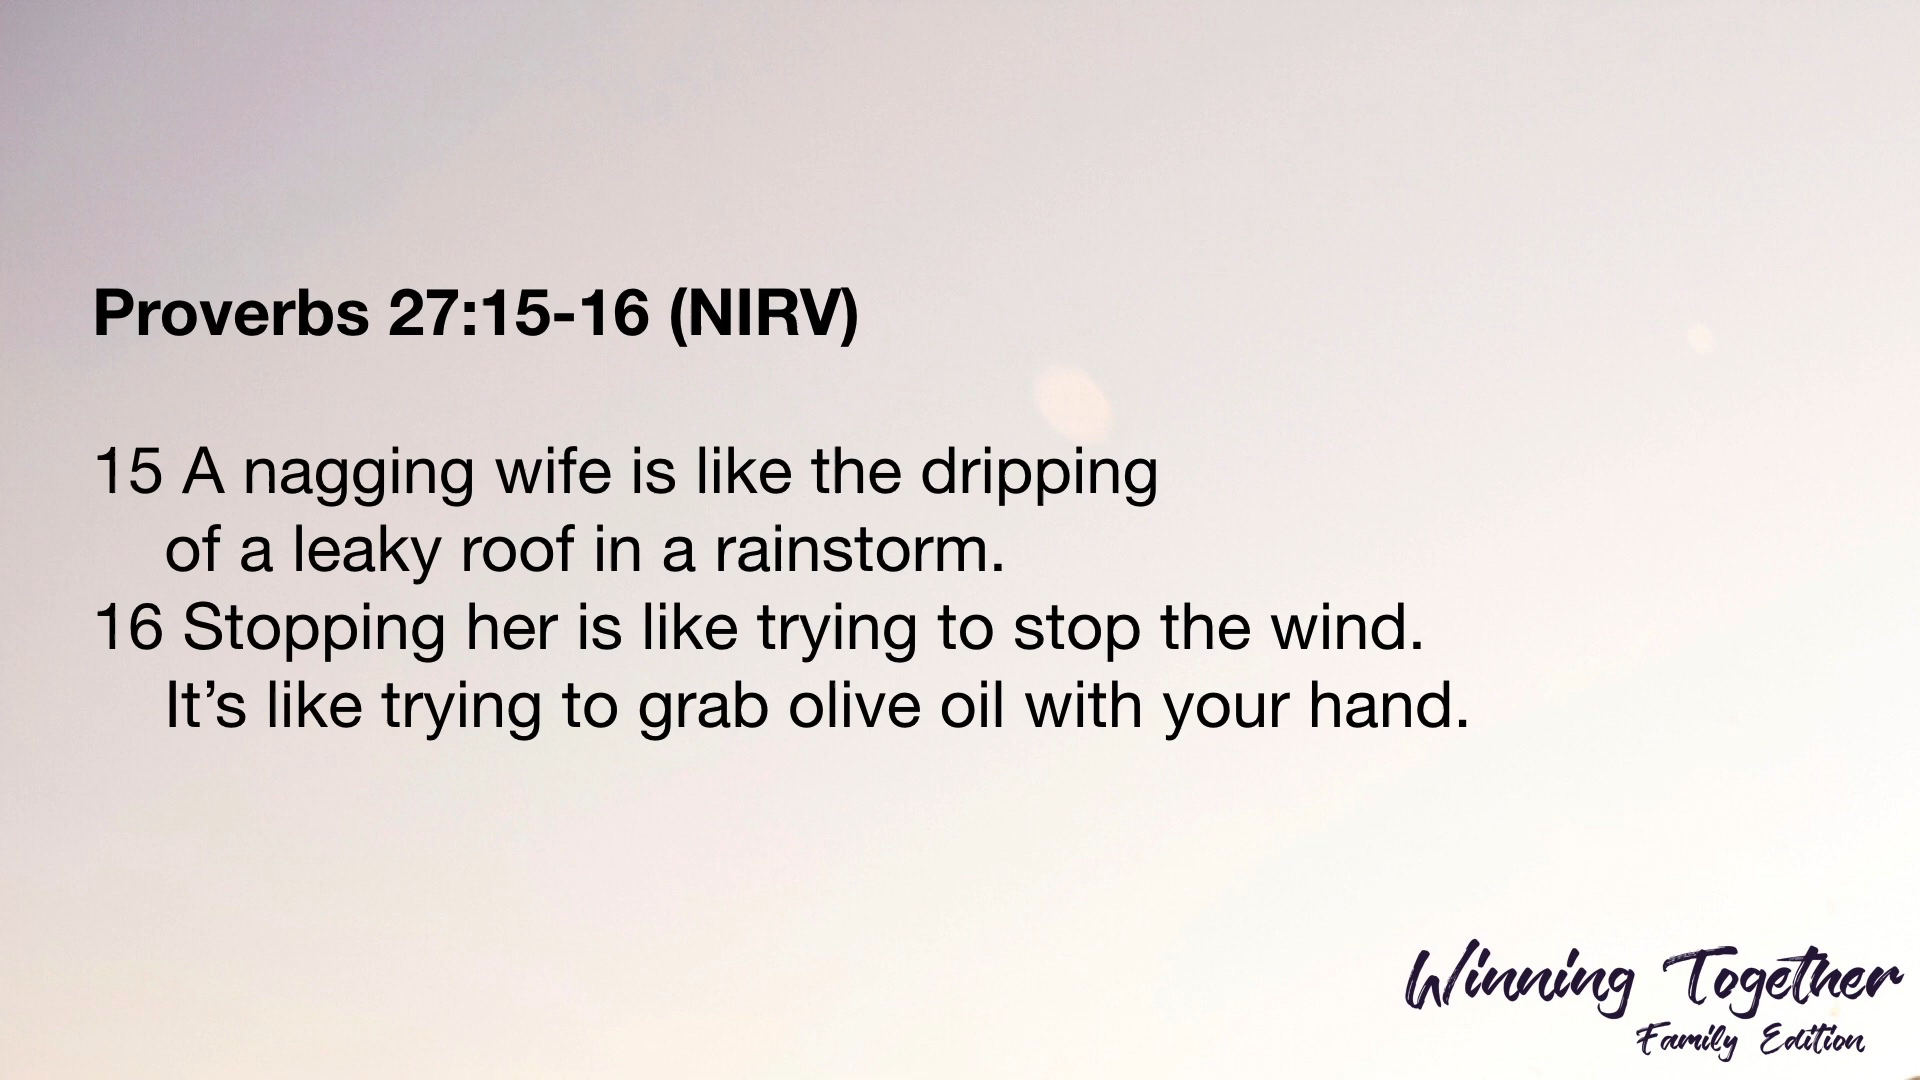 Proverbs 27:15-16 (NIRV)
15 A nagging wife is like the dripping
of a leaky roof in a rainstorm.
16 Stopping her is like trying to stop the wind.
It’s like trying to grab olive oil with your hand.
Winning Together
Family Edition